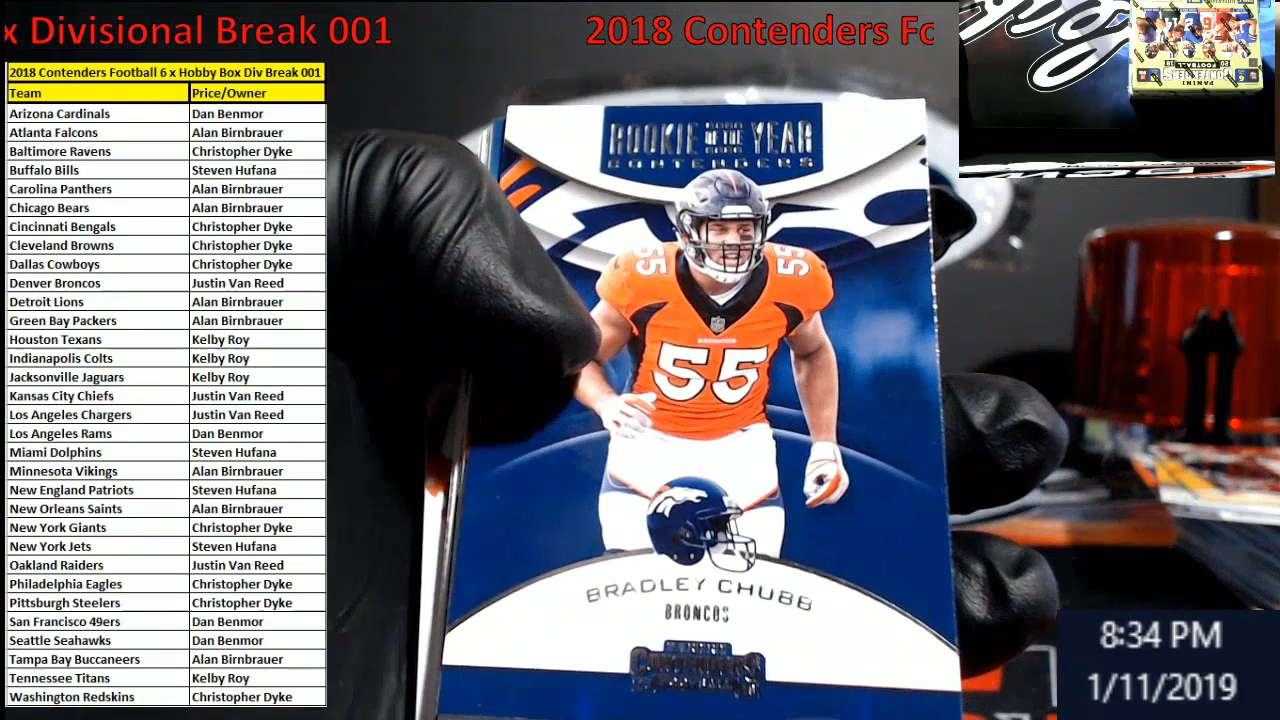 x Divisional Break 001
2018 Contenders Fo
2018 Contenders Football 6 x Hobby Box Div Break 001
Team Price/Owner
Arizona Cardinals Dan Benmor
Atlanta Falcons Alan Birnbrauer
Baltimore Ravens Christopher Dyke
Buffalo Bills Steven Hufana
Carolina Panthers Alan Birnbrauer
Chicago Bears Alan Birnbrauer
Cincinnati Bengals Christopher Dyke
Cleveland Browns Christopher Dyke
Dallas Cowboys Christopher Dyke
Denver Broncos Justin Van Reed
Detroit Lions Alan Birnbrauer
Green Bay Packers Alan Birnbrauer
Houston Texans Kelby Roy
Indianapolis Colts Kelby Roy
Jacksonville Jaguars Kelby Roy
Kansas City Chiefs Justin Van Reed
Los Angeles Chargers Justin Van Reed
Los Angeles Rams Dan Benmor
Miami Dolphins Steven Hufana
Minnesota Vikings Alan Birnbrauer
New England Patriots Steven Hufana
New Orleans Saints Alan Birnbrauer
New York Giants Christopher Dyke
New York Jets Steven Hufana
Oakland Raiders Justin Van Reed
Philadelphia Eagles Christopher Dyke
Pittsburgh Steelers Christopher Dyke
San Francisco 49ers Dan Benmor
Seattle Seahawks Dan Benmor
Tampa Bay Buccaneers Alan Birnbrauer
Tennessee Titans Kelby Roy
Washington Redskins Christopher Dyke
ROOKIE OF THE YEAR
CONTENDERS
55
55
BRONCOS
55
BRADLEY CHUBB
BRONCOS
PANINI
CONTENDERS
FOOTBALL
PANINI
CONTENDERS
FOOTBALL
8:34 PM
1/11/2019